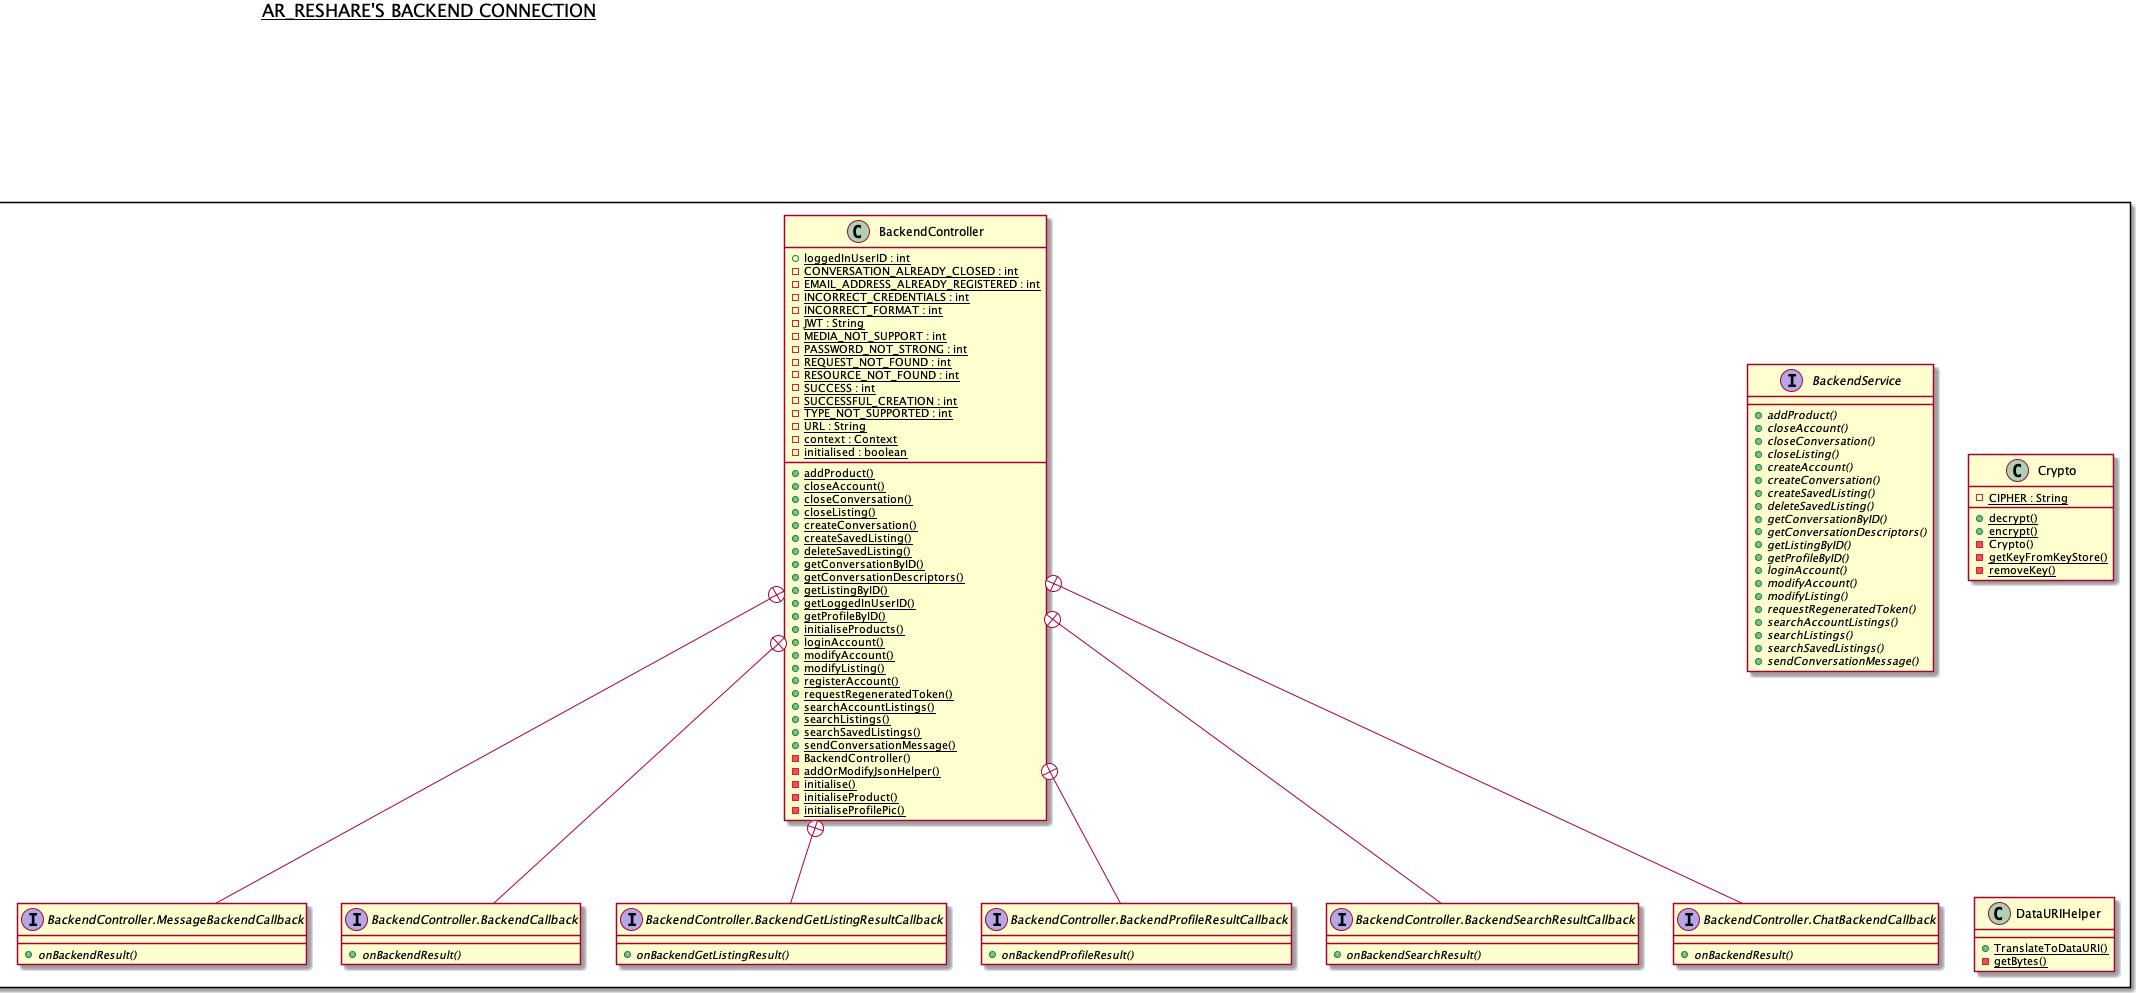 AR_RESHARE'S BACKEND CONNECTION
C BackendController
loggedInUserID : int
CONVERSATION_ALREADY_CLOSED : int
EMAIL_ADDRESS_ALREADY_REGISTERED : int
INCORRECT_CREDENTIALS : int
INCORRECT_FORMAT : int
JWT : String
MEDIA_NOT_SUPPORT : int
PASSWORD_NOT_STRONG : int
REQUEST_NOT_FOUND : int
RESOURCE_NOT_FOUND : int
SUCCESS : int
SUCCESSFUL_CREATION : int
TYPE_NOT_SUPPORTED : int
URL : String
context : Context
initialised : boolean
addProduct()
closeAccount()
closeConversation()
closeListing()
createConversation()
createSavedListing()
deleteSavedListing()
getConversationByID()
getConversationDescriptors()
getListingByID()
getLoggedInUserID()
getProfileByID()
initialiseProducts()
loginAccount()
modifyAccount()
modifyListing()
registerAccount()
requestRegeneratedToken()
searchAccountListings()
searchListings()
searchSavedListings()
sendConversationMessage()
BackendController()
addOrModifyJsonHelper()
initialise()
initialiseProduct()
initialiseProfilePic()
I BackendService
addProduct()
closeAccount()
closeConversation()
closeListing()
createAccount()
createConversation()
createSavedListing()
deleteSavedListing()
getConversationByID()
getConversationDescriptors()
getListingByID()
getProfileByID()
loginAccount()
modifyAccount()
modifyListing()
requestRegeneratedToken()
searchAccountListings()
searchListings()
searchSavedListings()
sendConversationMessage()
C Crypto
CIPHER : String
decrypt()
encrypt()
Crypto()
getKeyFromKeyStore()
removeKey()
I BackendController.MessageBackendCallback
onBackendResult()
I BackendController.BackendCallback
onBackendResult()
I BackendController.BackendGetListingResultCallback
onBackendGetListingResult()
I BackendController.BackendProfileResultCallback
onBackendProfileResult()
I BackendController.BackendSearchResultCallback
onBackendSearchResult()
I BackendController.ChatBackendCallback
onBackendResult()
C DataURIHelper
TranslateToDataURI()
getBytes()